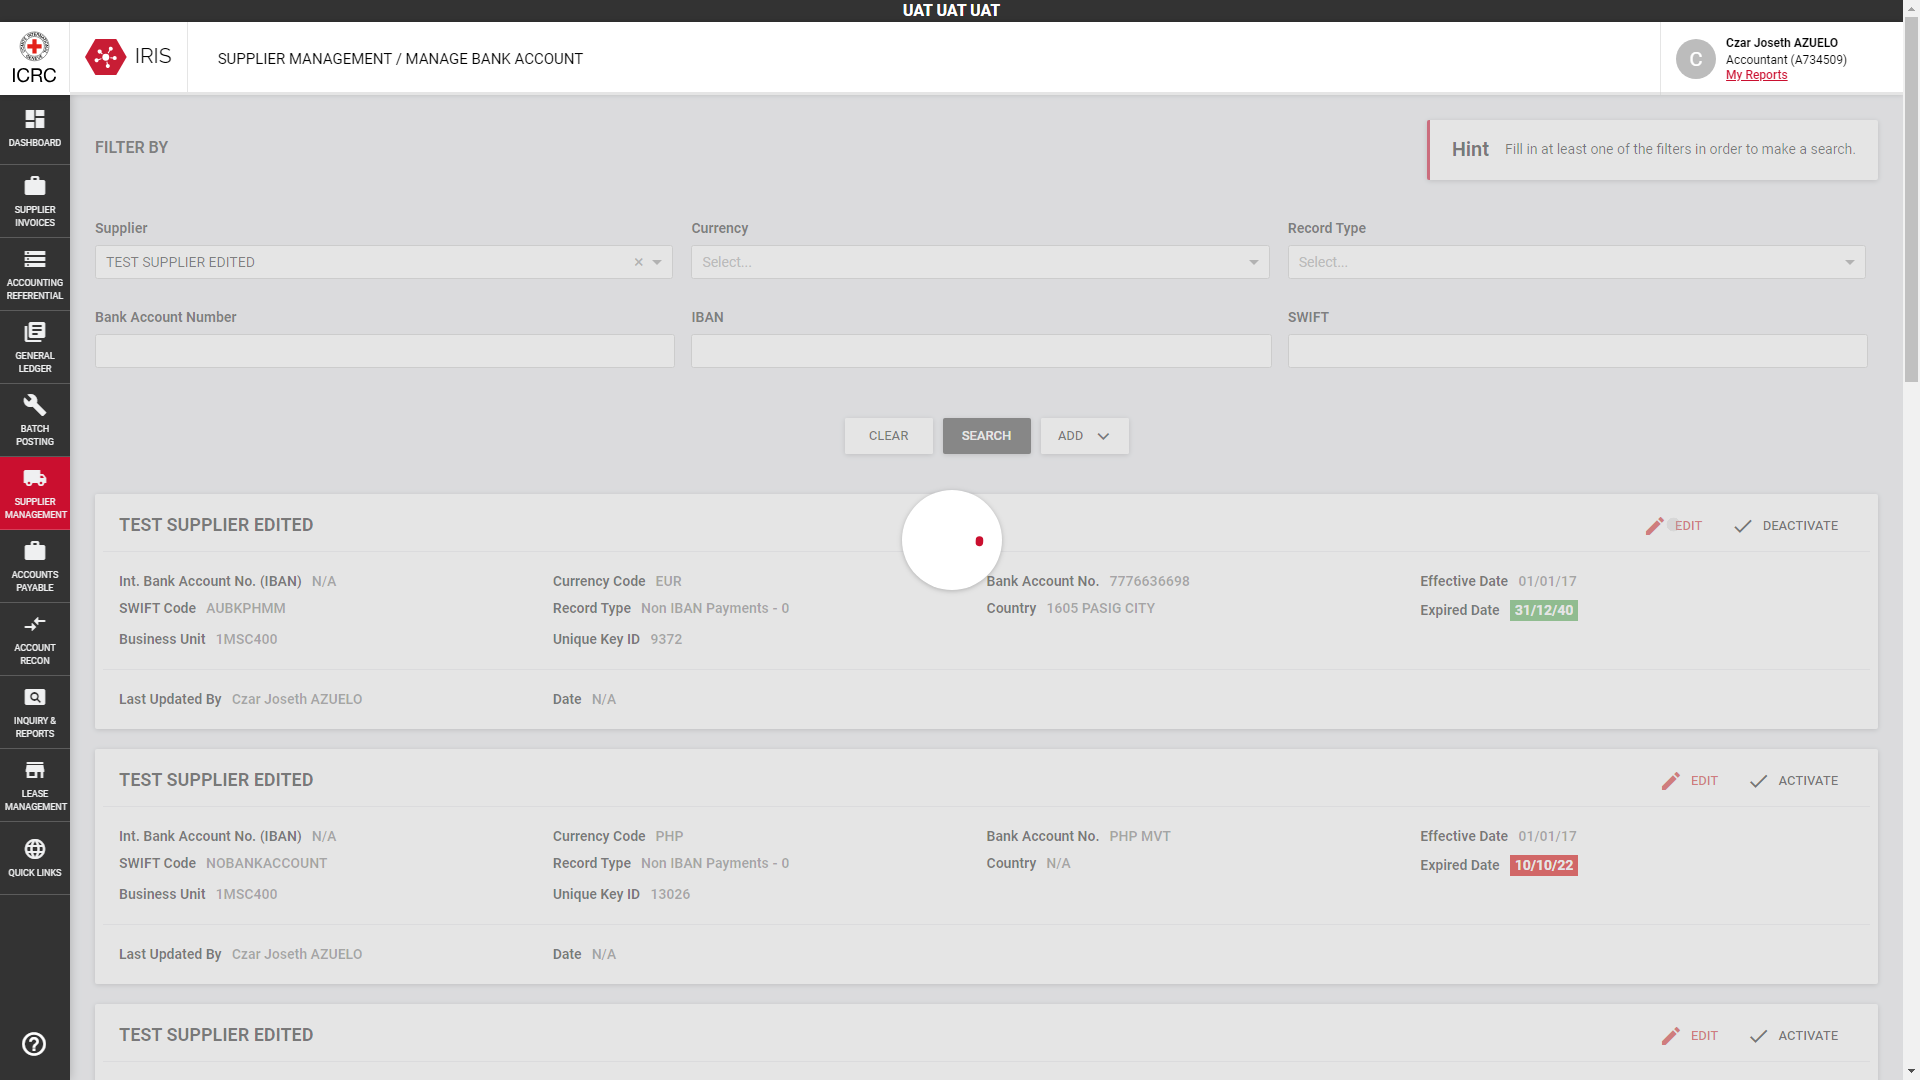 UAT UAT UAT
ICRC
IRIS
SUPPLIER MANAGEMENT / MANAGE BANK ACCOUNT
C
Czar Joseth AZUELO
Accountant (A734509)
My Reports
DASHBOARD
SUPPLIER
INVOICES
ACCOUNTING
REFERENTIAL
GENERAL
LEDGER
BATCH
POSTING
SUPPLIER
MANAGEMENT
ACCOUNTS
PAYABLE
ACCOUNT
RECON
INQUIRY &
REPORTS
LEASE
MANAGEMENT
QUICK LINKS
FILTER BY
Hint Fill in at least one of the filters in order to make a search.
Supplier
TEST SUPPLIER EDITED
Currency
Select...
Record Type
Select...
Bank Account Number
IBAN
SWIFT
CLEAR
SEARCH
ADD
TEST SUPPLIER EDITED
EDIT
DEACTIVATE
Int. Bank Account No. (IBAN) N/A
Currency Code EUR
Bank Account No. 7776636698
Effective Date 01/01/17
SWIFT Code AUBKPHMM
Record Type Non IBAN Payments - 0
Country 1605 PASIG CITY
Expired Date 31/12/40
Business Unit 1MSC400
Unique Key ID 9372
Last Updated By Czar Joseth AZUELO
Date N/A
TEST SUPPLIER EDITED
EDIT
ACTIVATE
Int. Bank Account No. (IBAN) N/A
Currency Code PHP
Bank Account No. PHP MVT
Effective Date 01/01/17
SWIFT Code NOBANKACCOUNT
Record Type Non IBAN Payments - 0
Country N/A
Expired Date 10/10/22
Business Unit 1MSC400
Unique Key ID 13026
Last Updated By Czar Joseth AZUELO
Date N/A
TEST SUPPLIER EDITED
EDIT
ACTIVATE